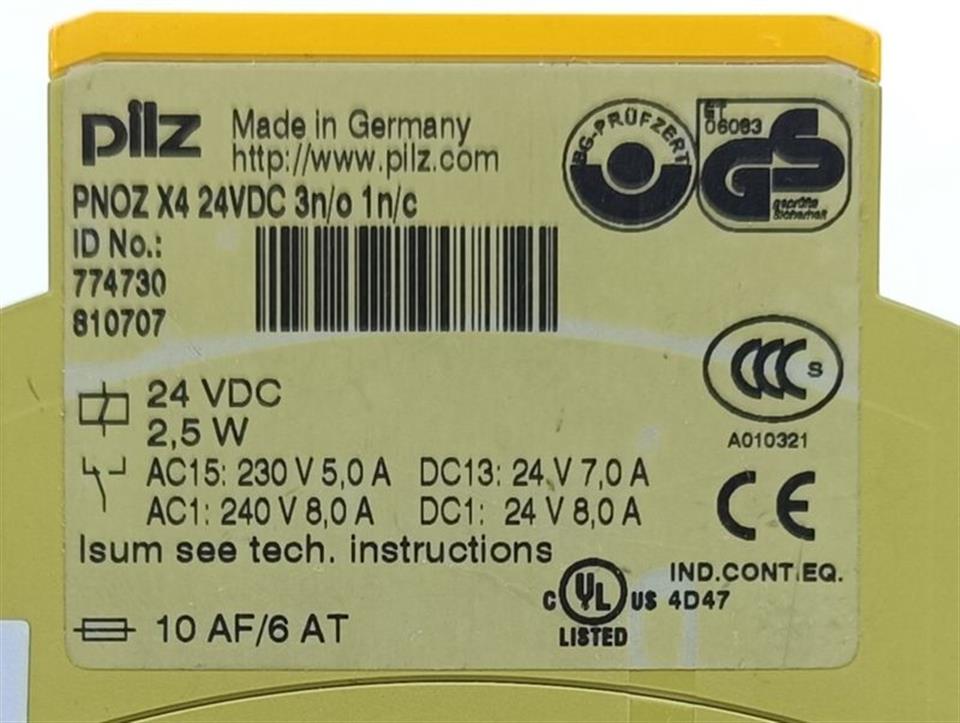 pilz Made in Germany
http://www.pilz.com
PNOZ X4 24VDC 3n/o 1n/c
ID No.:
774730
810707
BG-PRÜFZERT
ET
06083
GS
geprüfte
Sicherheit
24 VDC
2,5 W
CCC S
A010321
AC15: 230 V 5,0 A DC13: 24 V 7,0 A
AC1: 240 V 8,0 A DC1: 24 V 8,0 A
CE
Isum see tech. instructions
C UL US
LISTED
IND.CONT.EQ.
4D47
10 AF/6 AT